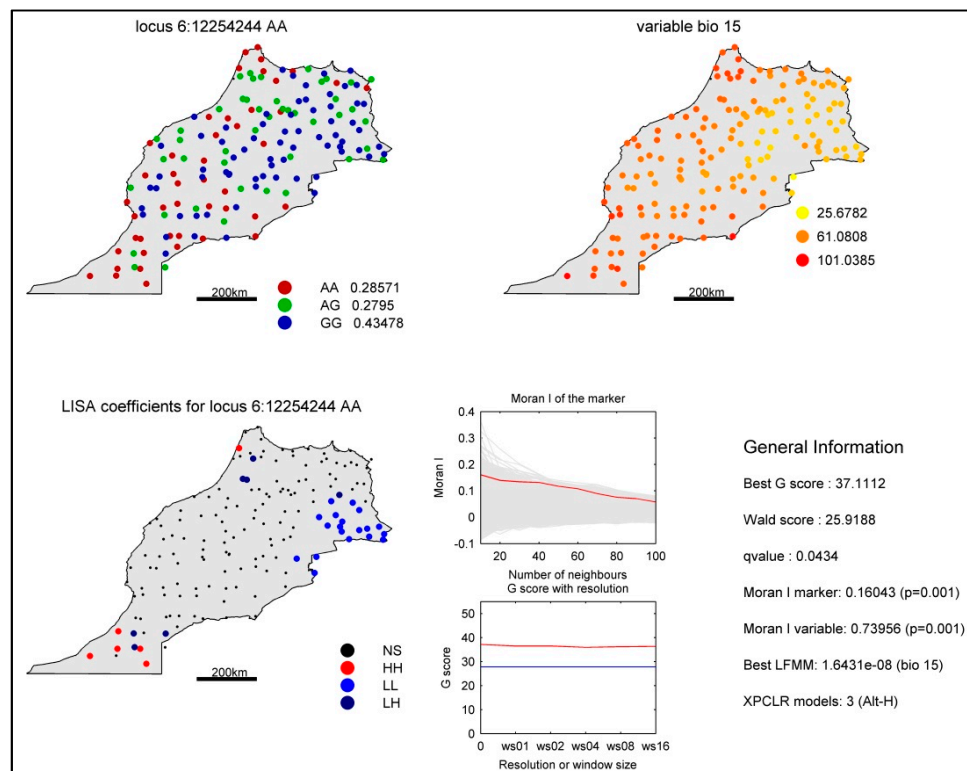 locus 6:12254244 AA
200km
AA 0.28571
AG 0.2795
GG 0.43478
variable bio 15
25.6782
61.0808
101.0385
200km
LISA coefficients for locus 6:12254244 AA
200km
NS
HH
LL
LH
Moran I of the marker
Moran I
0.4
0.3
0.2
0.1
0
-0.1
20 40 60 80 100
Number of neighbours
G score with resolution
G score
50
40
30
20
10
0
0 ws01 ws02 ws04 ws08 ws16
Resolution or window size
General Information
Best G score : 37.1112
Wald score : 25.9188
qvalue : 0.0434
Moran I marker: 0.16043 (p=0.001)
Moran I variable: 0.73956 (p=0.001)
Best LFMM: 1.6431e-08 (bio 15)
XPCLR models: 3 (Alt-H)